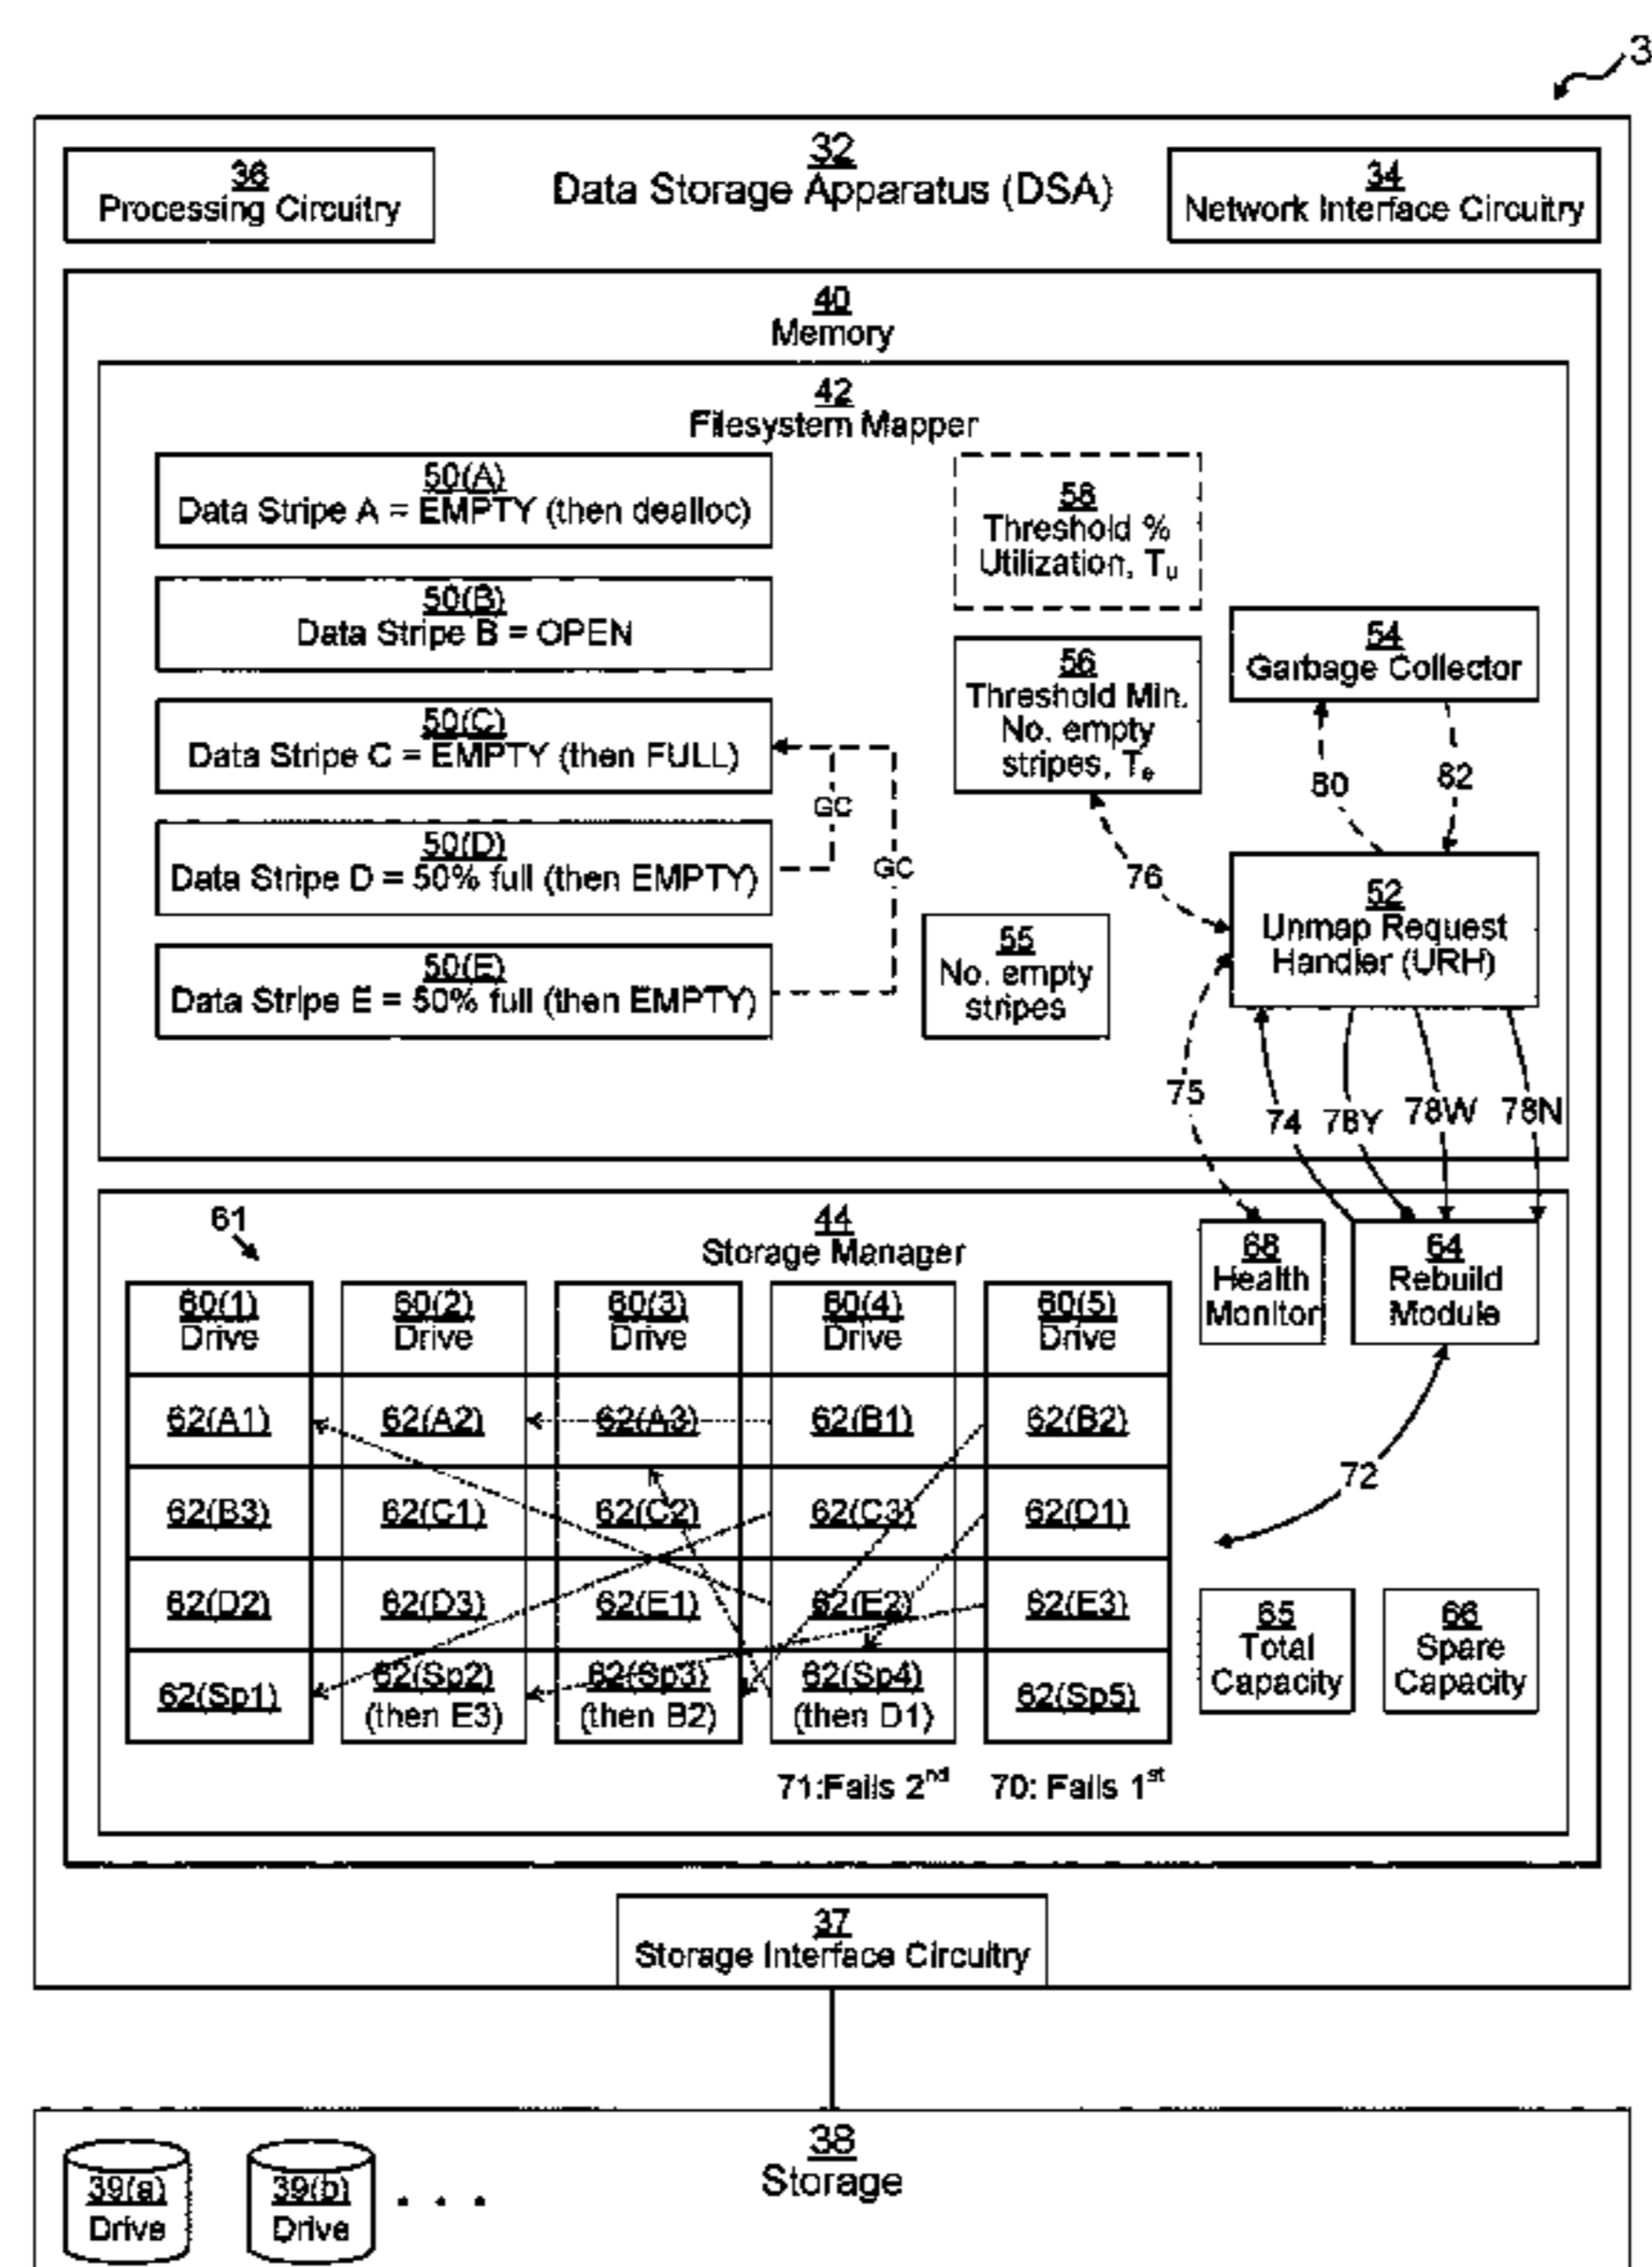 3
32
Data Storage Apparatus (DSA)
36
Processing Circuitry
34
Network Interface Circuitry
40
Memory
42
Filesystem Mapper
50(A)
Data Stripe A = EMPTY (then dealloc)
50(B)
Data Stripe B = OPEN
50(C)
Data Stripe C = EMPTY (then FULL)
50(D)
Data Stripe D = 50% full (then EMPTY)
50(E)
Data Stripe E = 50% full (then EMPTY)
GC
GC
58
Threshold %
Utilization, Tu
56
Threshold Min.
No. empty
stripes, Te
55
No. empty
stripes
54
Garbage Collector
80
82
76
52
Unmap Request
Handler (URH)
75
74
78Y
78W
78N
61
44
Storage Manager
68
Health
Monitor
64
Rebuild
Module
60(1)
Drive
60(2)
Drive
60(3)
Drive
60(4)
Drive
60(5)
Drive
62(A1)
62(A2)
62(A3)
62(B1)
62(B2)
62(B3)
62(C1)
62(C2)
62(C3)
62(D1)
72
62(D2)
62(D3)
62(E1)
62(E2)
62(E3)
62(Sp1)
62(Sp2)
(then E3)
62(Sp3)
(then B2)
62(Sp4)
(then D1)
62(Sp5)
65
Total
Capacity
66
Spare
Capacity
71:Fails 2nd
70: Fails 1st
37
Storage Interface Circuitry
38
Storage
39(a)
Drive
39(b)
Drive
. . .